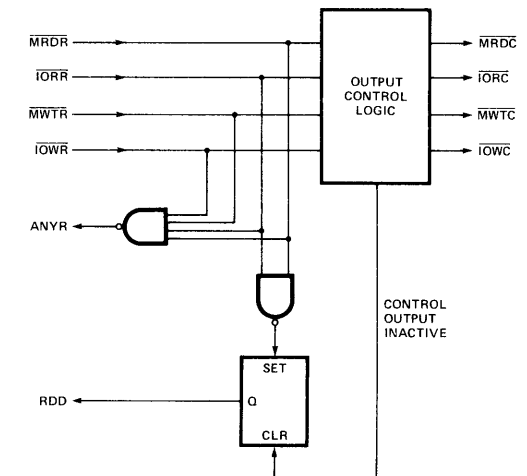 MRDR
IORR
MWTR
IOWR
OUTPUT
CONTROL
LOGIC
MRDC
IORC
MWTC
IOWC
ANYR
CONTROL
OUTPUT
INACTIVE
SET
RDD
Q
CLR